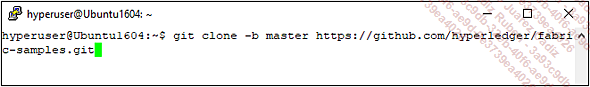 hyperuser@Ubuntu1604: ~
hyperuser@Ubuntu1604:~$ git clone -b master https://github.com/hyperledger/fabri
c-samples.git